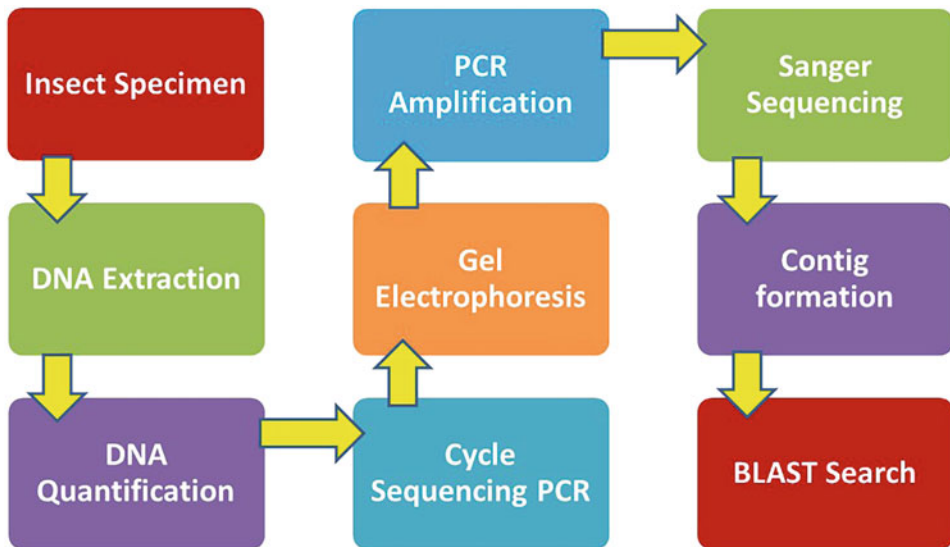 Insect Specimen
DNA Extraction
DNA
Quantification
Cycle
Sequencing PCR
Gel
Electrophoresis
PCR
Amplification
Sanger
Sequencing
Contig
formation
BLAST Search